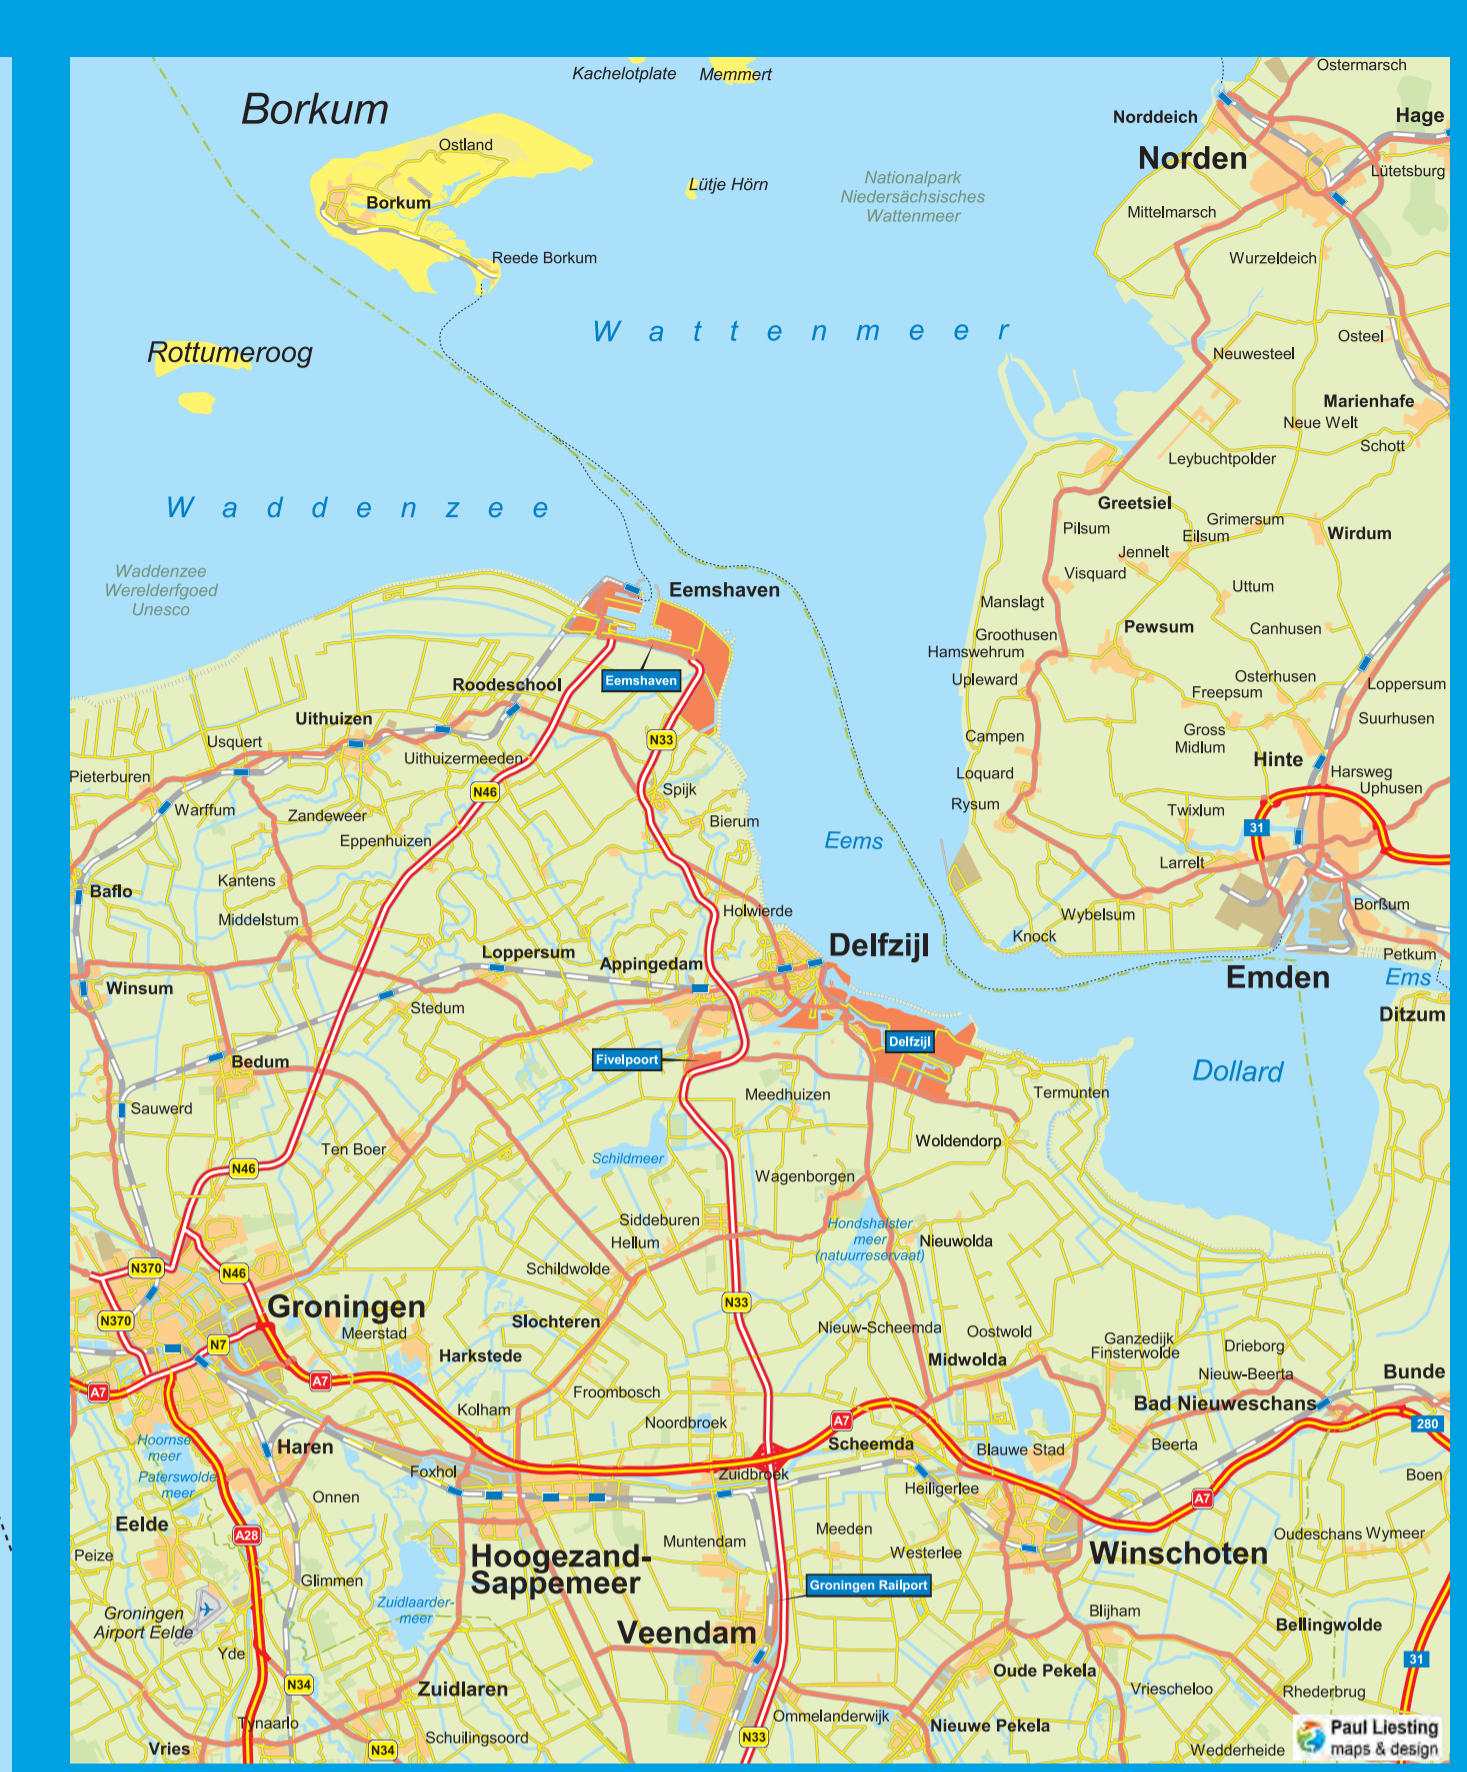 Kachelotplate
Memmert
Ostermarsch
Borkum
Norddeich
Hage
Ostland
Norden
Lütetsburg
Lütje Hörn
Nationalpark
Niedersächsisches
Wattenmeer
Borkum
Mittelmarsch
Reede Borkum
Wurzeldeich
Wattenmeer
Osteel
Rottumeroog
Neuwesteel
Marienhafe
Neue Welt
Schott
Leybuchtpolder
Waddenzee
Greetsiel
Grimersum
Pilsum
Eilsum
Wirdum
Jennelt
Waddenzee
Werelderfgoed
Unesco
Visquard
Eemshaven
Uttum
Manslagt
Pewsum
Canhusen
Groothusen
Hamswehrum
Eemshaven
Upleward
Osterhusen
Freepsum
Loppersum
Roodeschool
Uithuizen
Suurhusen
Gross
Midlum
Usquert
N33
Campen
Uithuizermeeden
Hinte
Pieterburen
Loquard
Harsweg
Uphusen
N46
Spijk
Warffum
Zandeweer
Rysum
Twixlum
Bierum
31
Eppenhuizen
Eems
Larrelt
Kantens
Baflo
Borßum
Middelstum
Holwierde
Wybelsum
Knock
Loppersum
Appingedam
Delfzijl
Petkum
Emden
Ems
Winsum
Stedum
Ditzum
Delfzijl
Fivelpoort
Bedum
Dollard
Meedhuizen
Termunten
Sauwerd
Woldendorp
Ten Boer
Schildmeer
N46
Wagenborgen
Siddeburen
Hondshalster
meer
(natuurreservaat)
Hellum
Nieuwolda
N370
N46
Schildwolde
N33
Groningen
N370
Slochteren
Meerstad
Nieuw-Scheemda
Oostwold
Ganzedijk
Finsterwolde
Drieborg
N7
Harkstede
Midwolda
Nieuw-Beerta
Bunde
A7
A7
Froombosch
Bad Nieuweschans
Kolham
Noordbroek
A7
280
Hoornse
meer
Haren
Scheemda
Blauwe Stad
Beerta
Paterswolde
meer
Foxhol
Zuidbroek
Boen
Onnen
Heiligerlee
A7
Eelde
A28
Muntendam
Meeden
Oudeschans
Wymeer
Peize
Hoogezand-
Sappemeer
Westerlee
Winschoten
Glimmen
Groningen Railport
Zuidlaarder-
meer
Groningen
Airport Eelde
Blijham
Bellingwolde
Veendam
Yde
31
N34
Oude Pekela
Zuidlaren
Vriescheloo
Rhederbrug
Tynaarlo
Ommelanderwijk
Schuilingsoord
N33
Nieuwe Pekela
Vries
N34
Wedderheide
Paul Liesting
maps & design